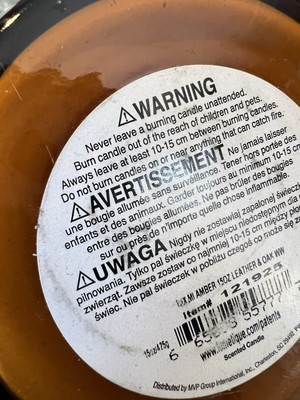 ⚠WARNING
Never leave a burning candle unattended.
Burn candle out of the reach of children and pets.
Always leave at least 10-15 cm between burning candles.
Do not burn candles on or near anything that can catch fire.
⚠AVERTISSEMENT Ne jamais laisser
une bougie allumée sans surveillance. Tenir hors portée des
enfants et des animaux. Garder toujours au minimum 10-15 cm
entre des bougies allumées. Ne pas brûler des bougies
sur ou près de n'importe quelle chose inflammable.
⚠UWAGA Nigdy nie zostawiaj zapalonej świecy
pilnowania. Tylko pal świeczkę w miejscu niedostępnym dla
zwierząt. Zawsze zostaw co najmniej 10-15 cm przerwy
świec. Nie pal świeczek w pobliżu czegoś co może się
MI AMBER 15OZ LEATHER & OAK WW
Item# 121925
15oz/425g
www.lumetique.com/patents
Scented Candle
Distributed by MVP Group International, Inc., Charleston, SC